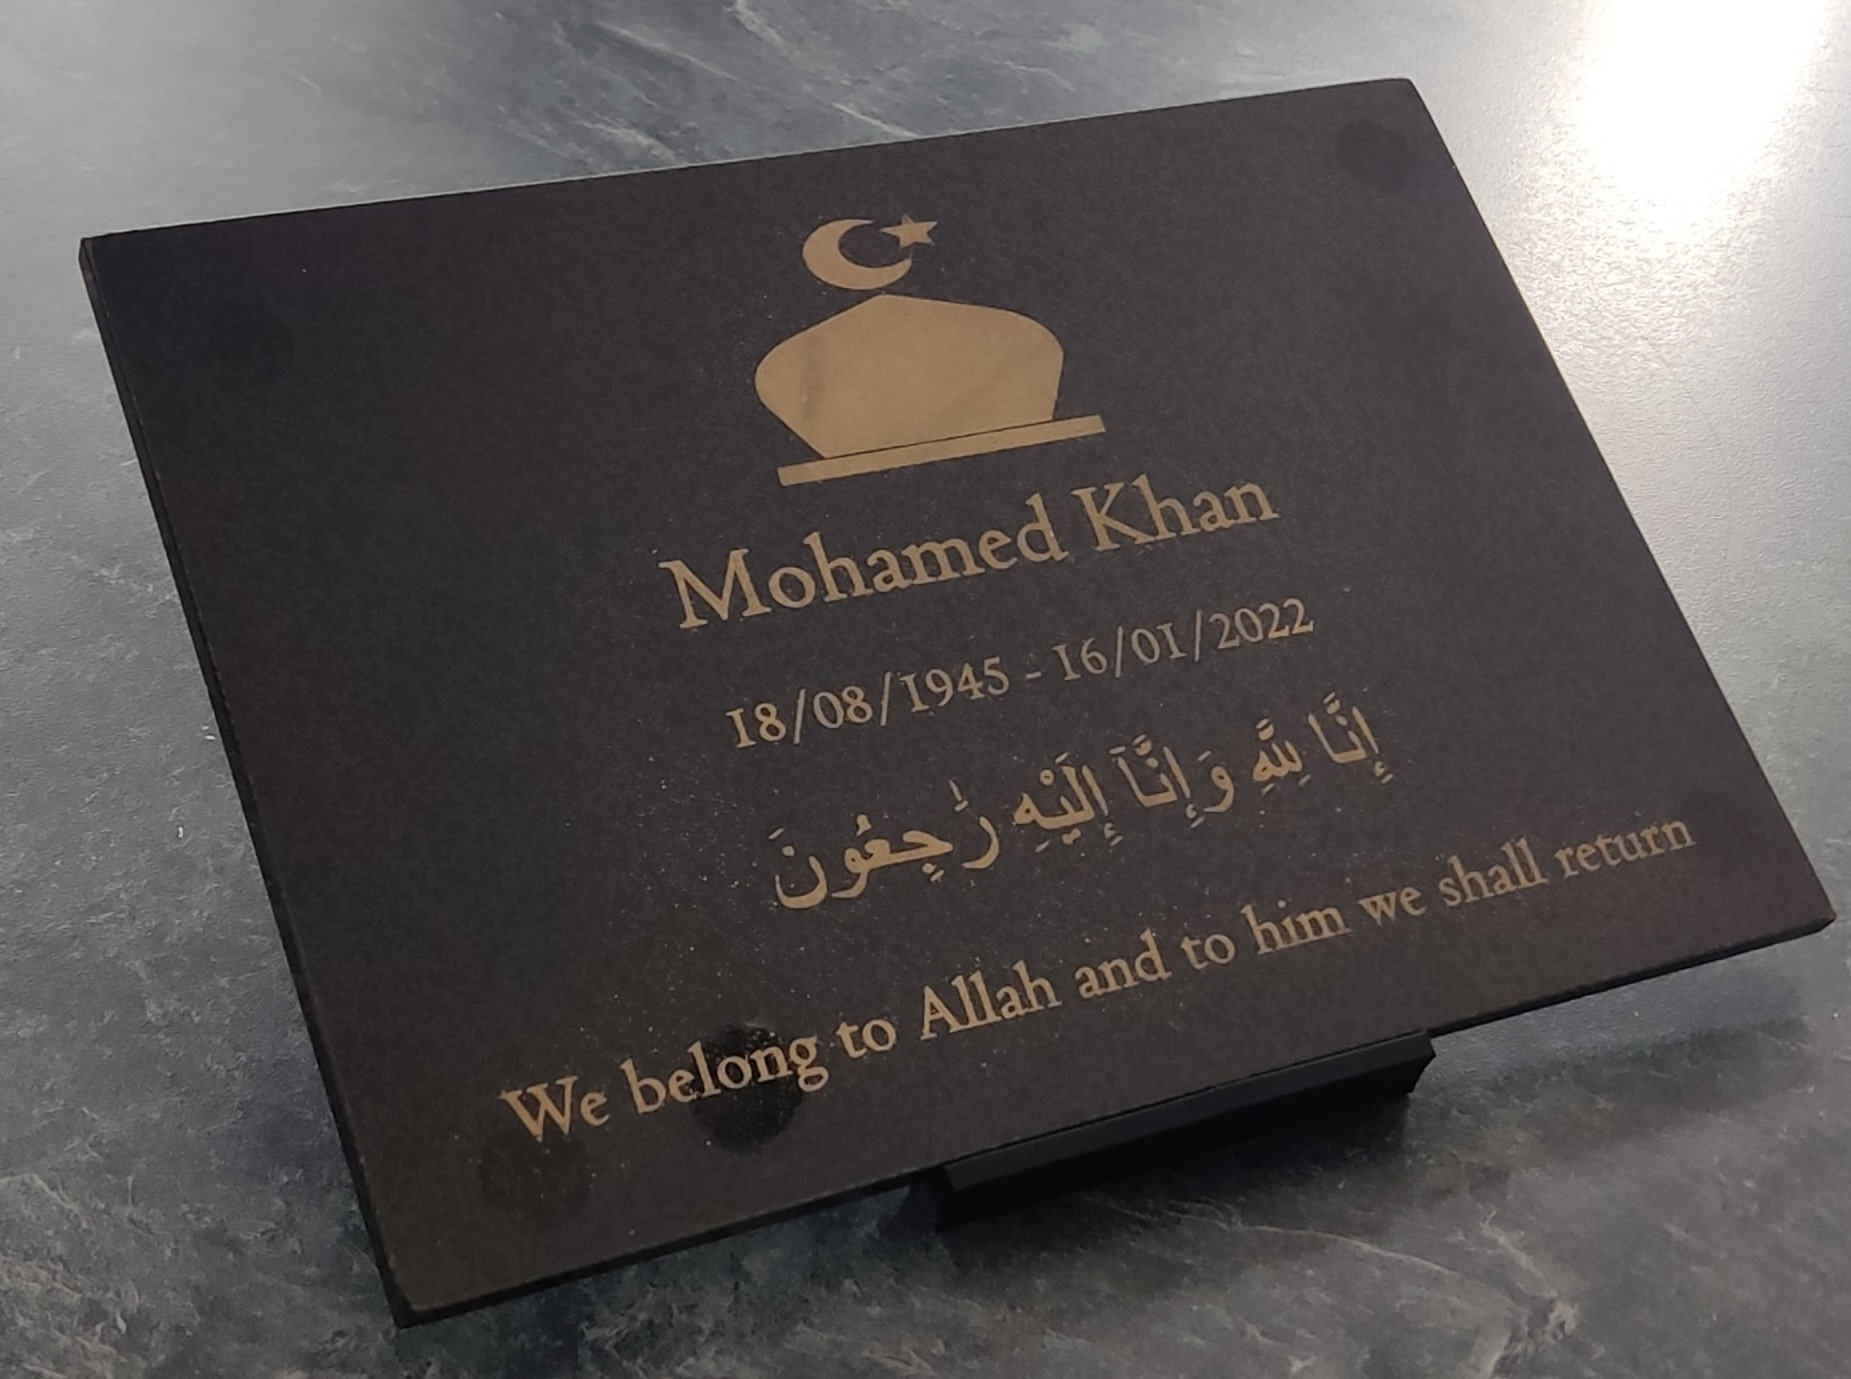 Mohamed Khan
18/08/1945 - 16/01/2022
إِنَّا لِلَّهِ وَإِنَّآ إِلَيْهِ رَٰجِعُونَ
We belong to Allah and to him we shall return